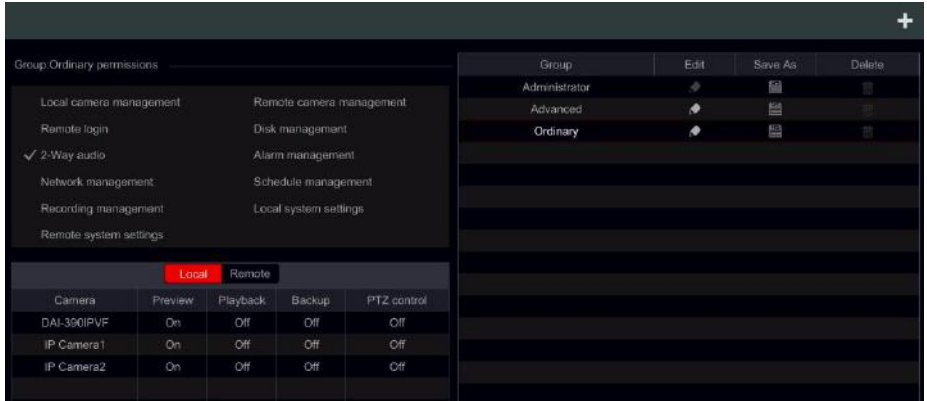 Group:Ordinary permissions
Local camera management Remote camera management
Remote login Disk management
2-Way audio Alarm management
Network management Schedule management
Recording management Local system settings
Remote system settings
Local Remote
Camera Preview Playback Backup PTZ control
DAI-390IPVF On Off Off Off
IP Camera1 On Off Off Off
IP Camera2 On Off Off Off
Group Edit Save As Delete
Administrator
Advanced
Ordinary